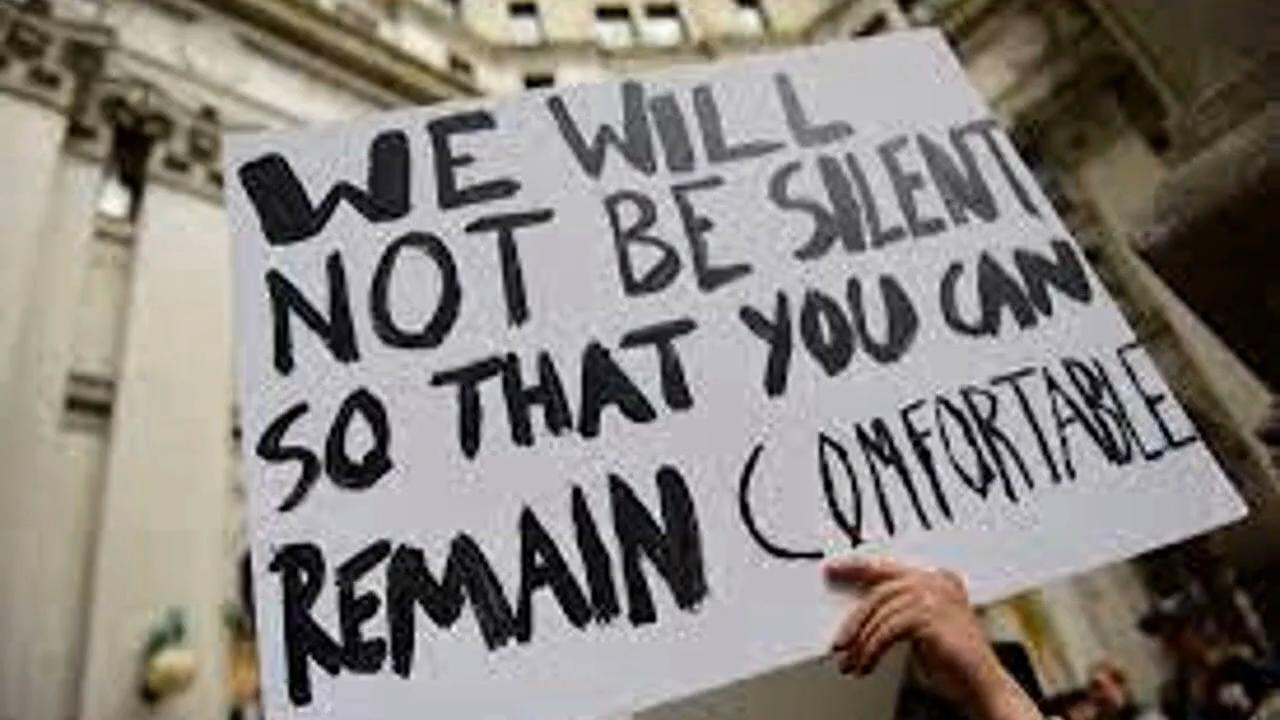 WE WILL
NOT BE SILENT
SO THAT YOU CAN
REMAIN COMFORTABLE